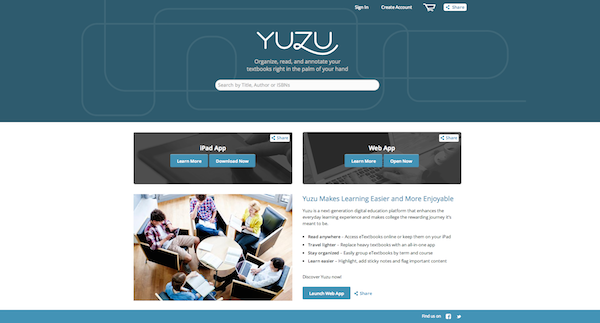 Sign In Create Account Share
YUZU
Organize, read, and annotate your
textbooks right in the palm of your hand
Search by Title, Author or ISBNs
Share Share
iPad App Web App
Learn More Download Now Learn More Open Now
Yuzu Makes Learning Easier and More Enjoyable
Yuzu is a next-generation digital education platform that enhances the
everyday learning experience and makes college the rewarding journey it's
meant to be.
• Read anywhere – Access eTextbooks online or keep them on your iPad
• Travel lighter – Replace heavy textbooks with an all-in-one app
• Stay organized – Easily group eTextbooks by term and course
• Learn easier – Highlight, add sticky notes and flag important content
Discover Yuzu now!
Launch Web App Share
Find us on